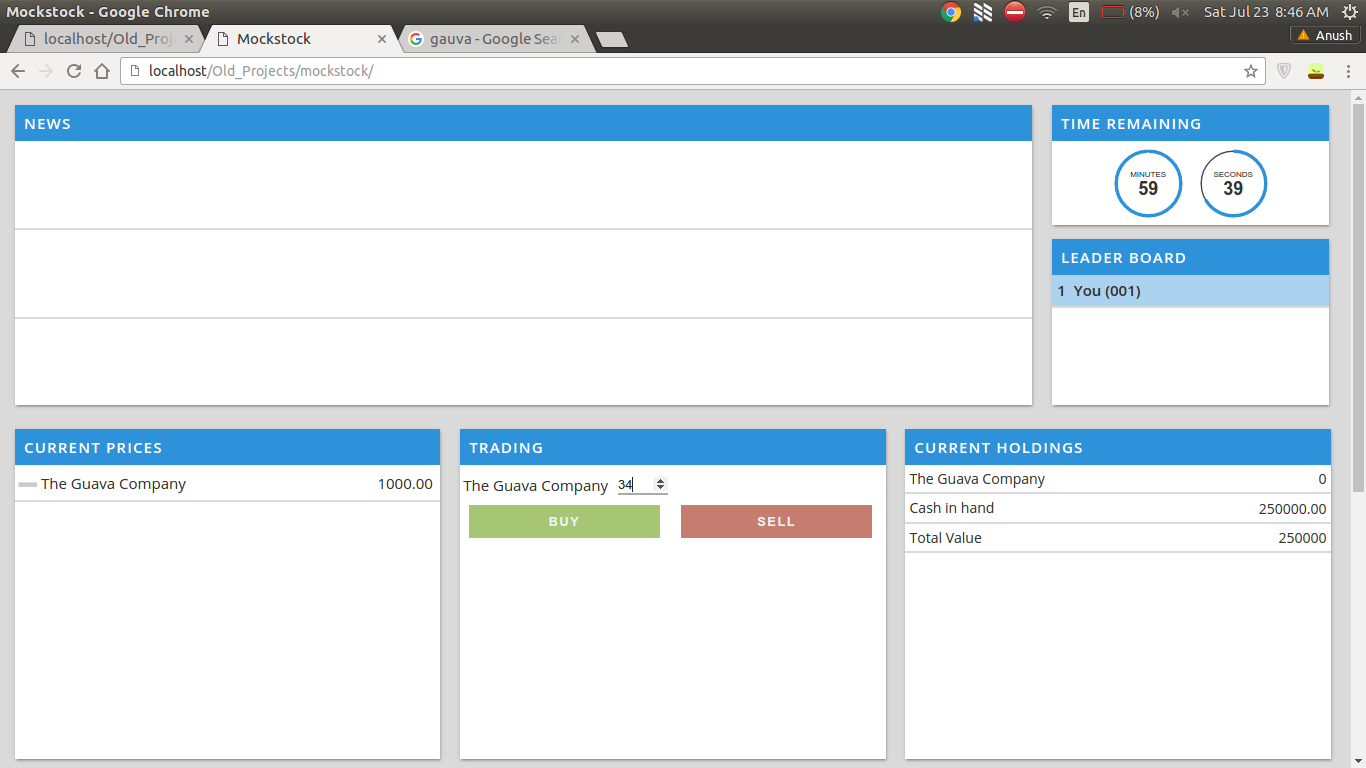 Mockstock - Google Chrome
En (8%) Sat Jul 23 8:46 AM
localhost/Old_Proj Mockstock gauva - Google Sea Anush
localhost/Old_Projects/mockstock/
NEWS
TIME REMAINING
MINUTES SECONDS
59 39
LEADER BOARD
1 You (001)
CURRENT PRICES
The Guava Company 1000.00
TRADING
The Guava Company 34
BUY SELL
CURRENT HOLDINGS
The Guava Company 0
Cash in hand 250000.00
Total Value 250000